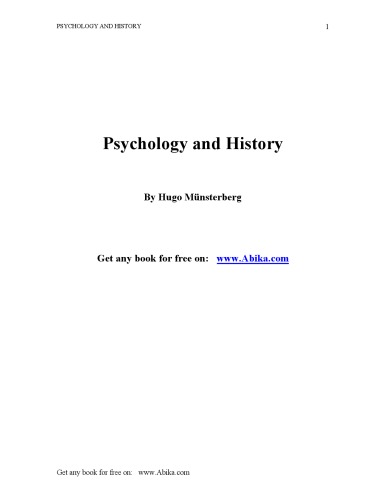 PSYCHOLOGY AND HISTORY 1
Psychology and History
By Hugo Münsterberg
Get any book for free on: www.Abika.com
Get any book for free on: www.Abika.com